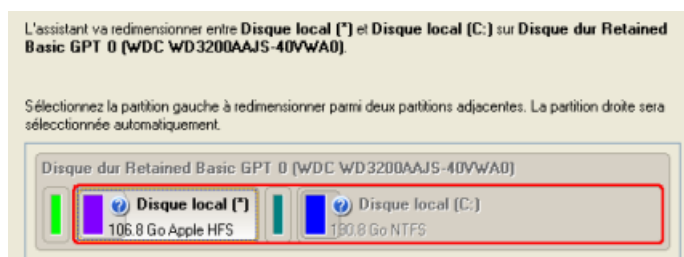 L'assistant va redimensionner entre Disque local (*) et Disque local (C:) sur Disque dur Retained
Basic GPT 0 (WDC WD3200AAJS-40VWA0).
Sélectionnez la partition gauche à redimensionner parmi deux partitions adjacentes. La partition droite sera
sélecctionnée automatiquement.
Disque dur Retained Basic GPT 0 (WDC WD3200AAJS-40VWA0)
Disque local (*)
106.8 Go Apple HFS
Disque local (C:)
190.8 Go NTFS